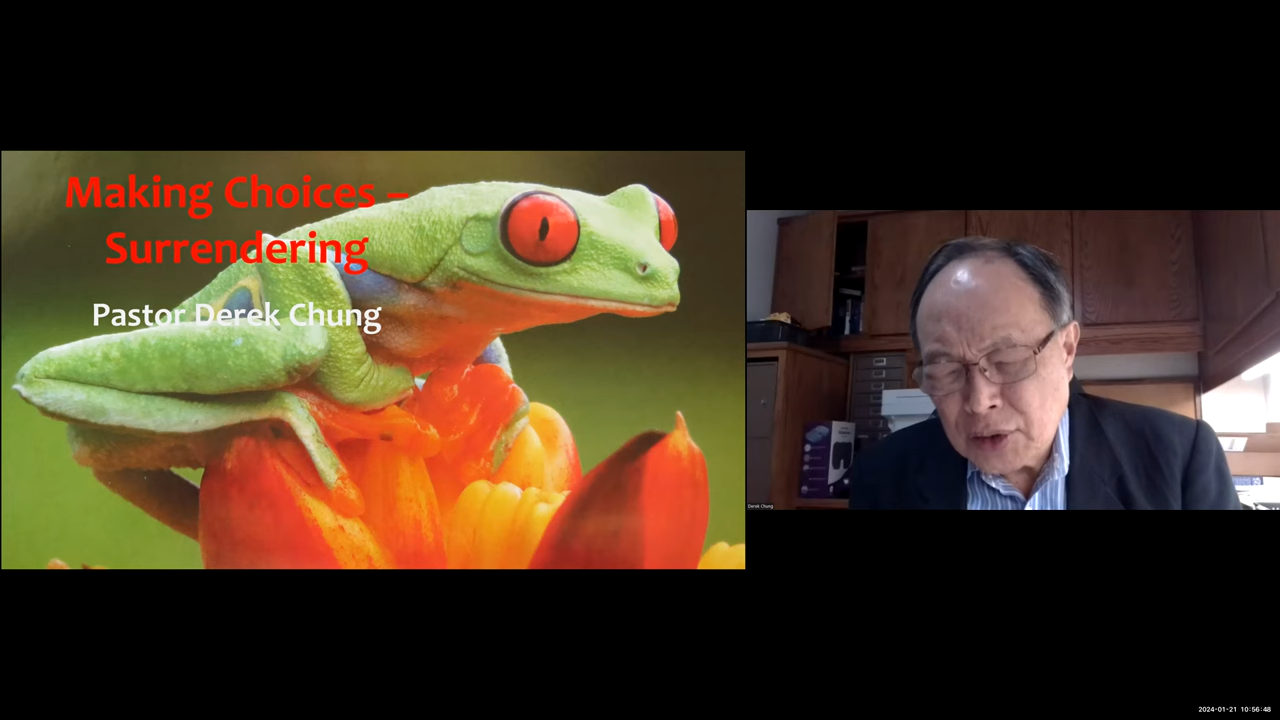 Making Choices –
Surrendering
Pastor Derek Chung
Derek Chung
2024-01-21 10:56:48